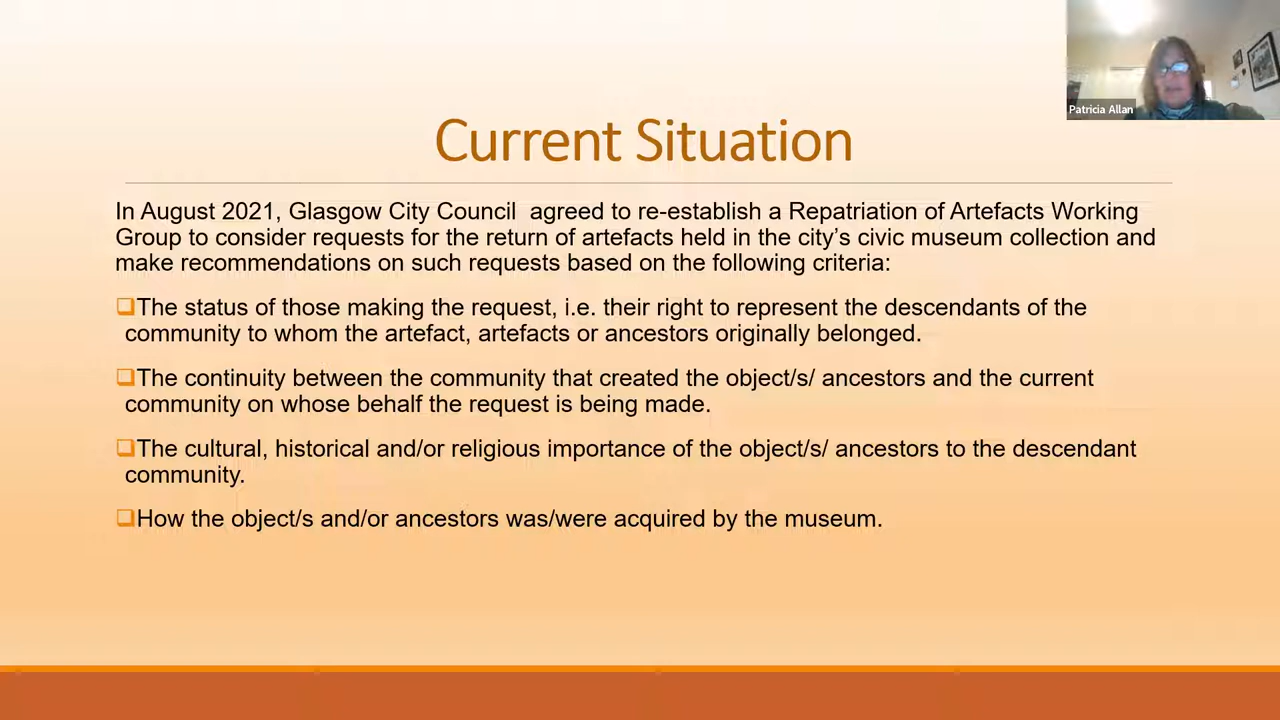 Patricia Allan
Current Situation
In August 2021, Glasgow City Council  agreed to re-establish a Repatriation of Artefacts Working
Group to consider requests for the return of artefacts held in the city’s civic museum collection and
make recommendations on such requests based on the following criteria:
❑The status of those making the request, i.e. their right to represent the descendants of the
community to whom the artefact, artefacts or ancestors originally belonged.
❑The continuity between the community that created the object/s/ ancestors and the current
community on whose behalf the request is being made.
❑The cultural, historical and/or religious importance of the object/s/ ancestors to the descendant
community.
❑How the object/s and/or ancestors was/were acquired by the museum.